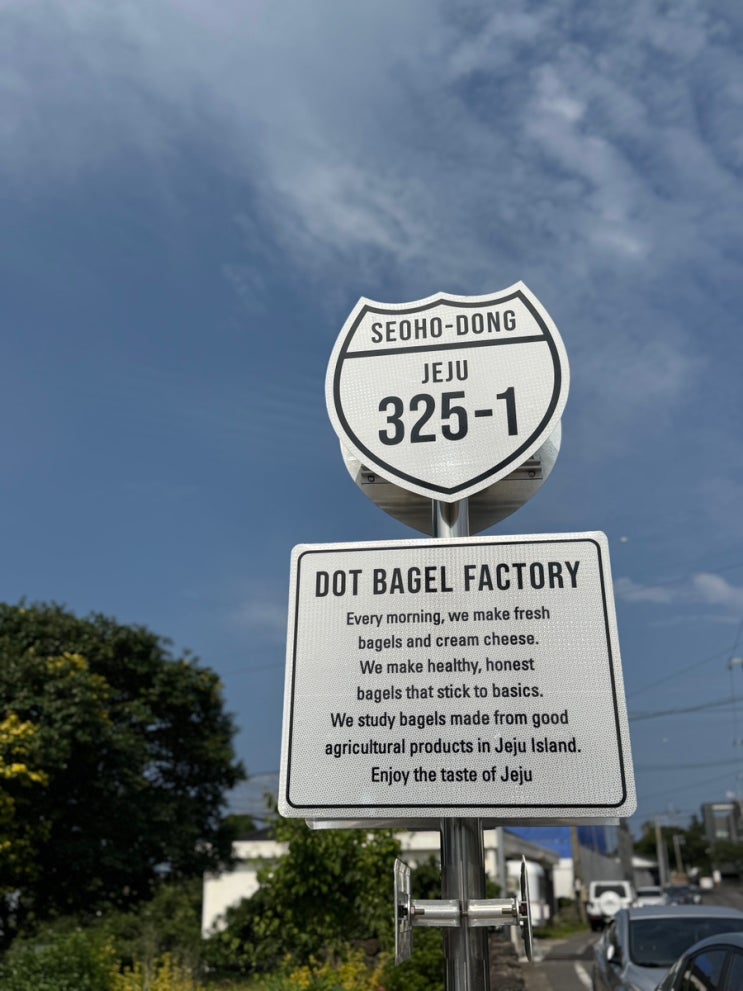 SEOHO-DONG
JEJU
325-1
DOT BAGEL FACTORY
Every morning, we make fresh
bagels and cream cheese.
We make healthy, honest
bagels that stick to basics.
We study bagels made from good
agricultural products in Jeju Island.
Enjoy the taste of Jeju